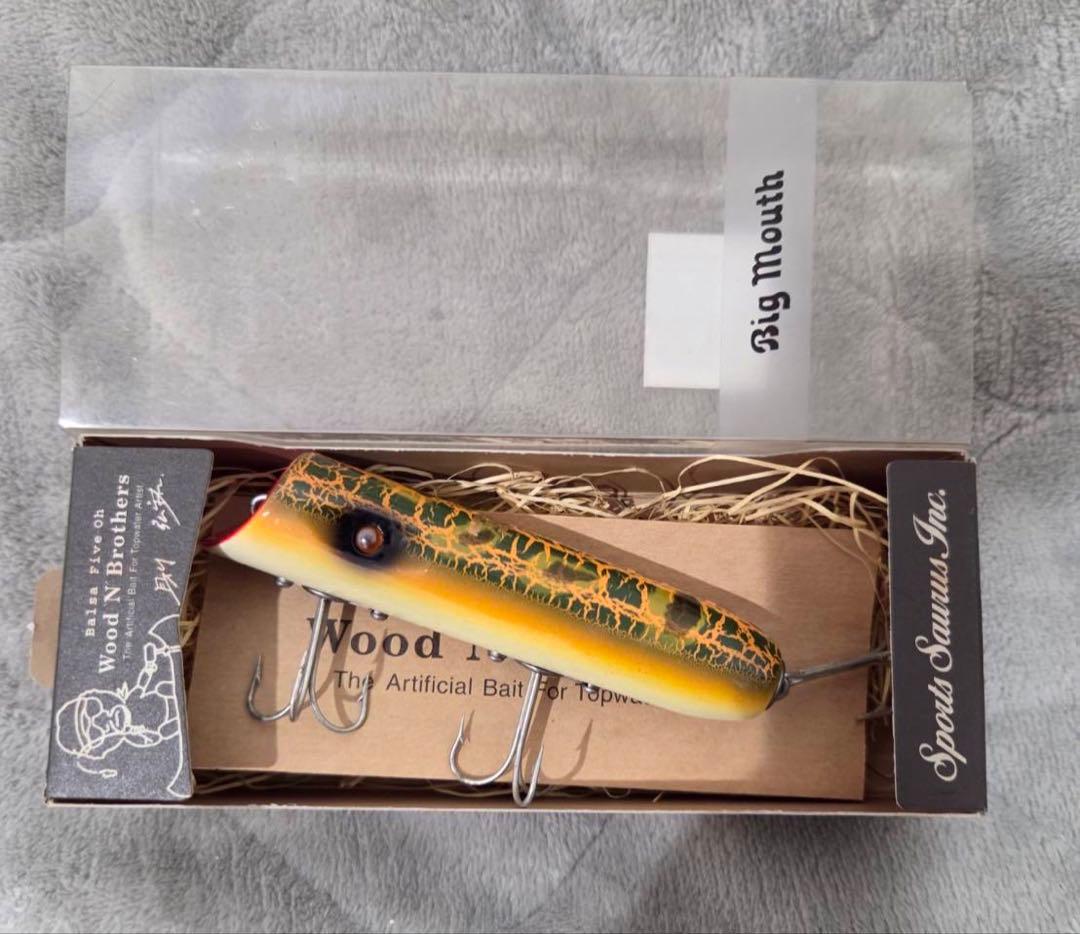 Big Mouth
Balsa Five Oh
Wood N' Brothers
The Artificial Bait For Topwater Artist
Sports Saurus Inc.
Wood N
The Artificial Bait For Topwa